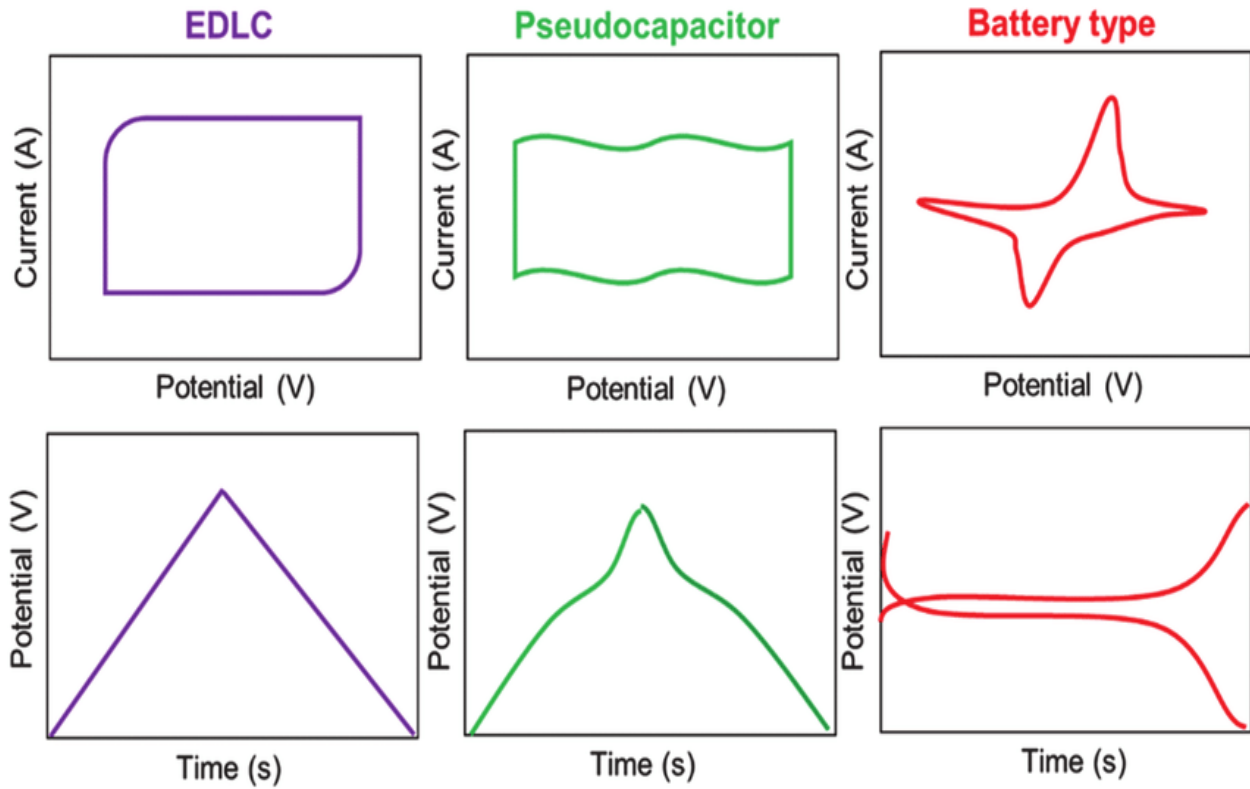 EDLC
Pseudocapacitor
Battery type
Current (A)
Current (A)
Current (A)
Potential (V)
Potential (V)
Potential (V)
Potential (V)
Potential (V)
Potential (V)
Time (s)
Time (s)
Time (s)